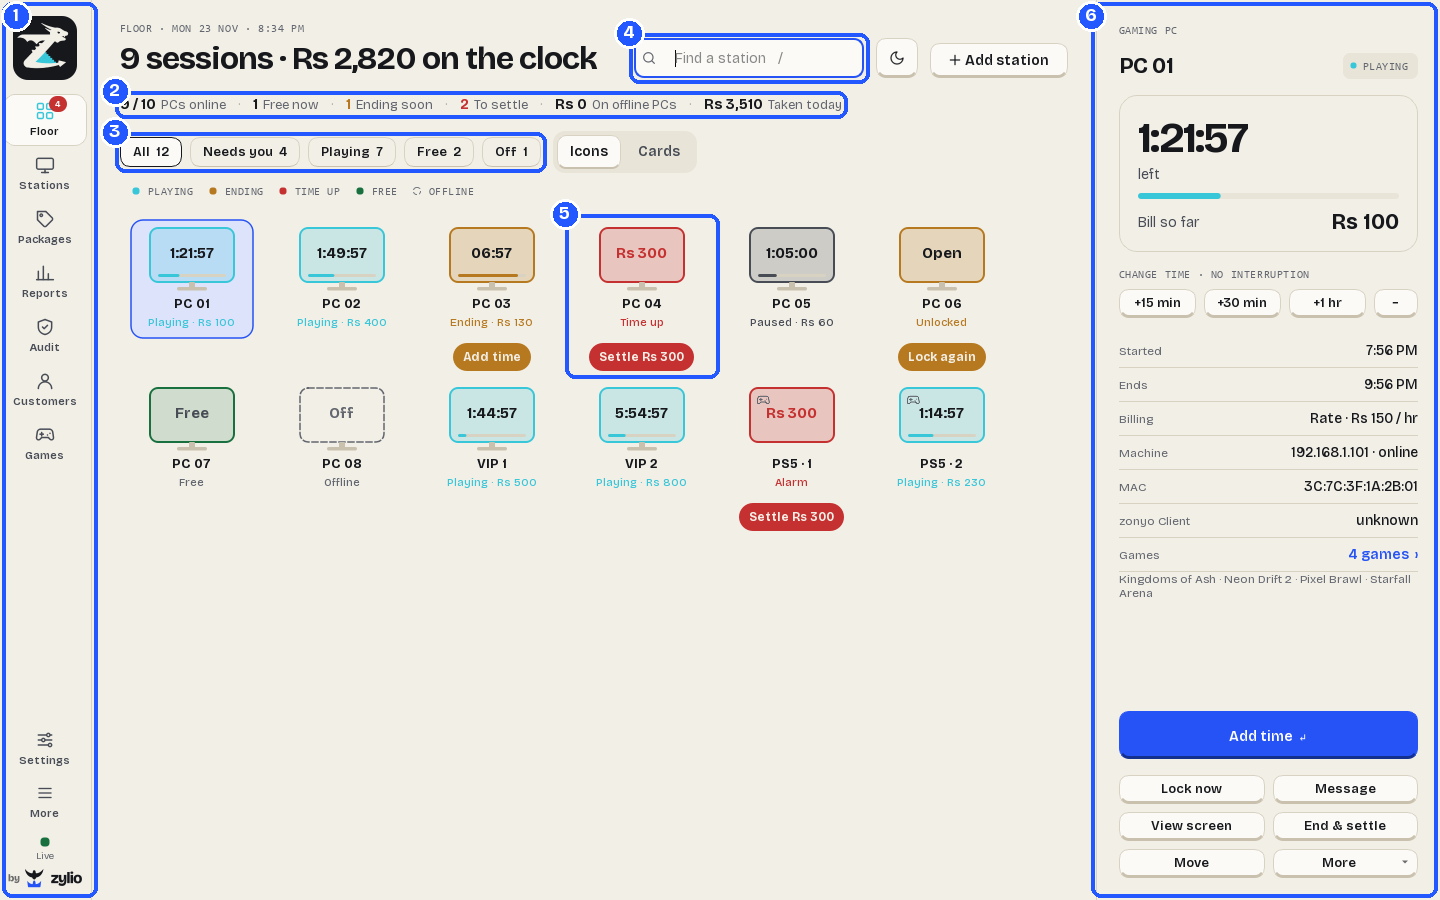 1
4
Floor
Stations
Packages
Reports
Audit
Customers
Games
Settings
More
Live
by zylio
FLOOR · MON 23 NOV · 8:34 PM
9 sessions · Rs 2,820 on the clock
4
Find a station /
+ Add station
2
9 / 10 PCs online · 1 Free now · 1 Ending soon · 2 To settle · Rs 0 On offline PCs · Rs 3,510 Taken today
3
All 12 Needs you 4 Playing 7 Free 2 Off 1 Icons Cards
PLAYING ENDING TIME UP FREE OFFLINE
5
1:21:57 1:49:57 06:57 Rs 300 1:05:00 Open
PC 01 PC 02 PC 03 PC 04 PC 05 PC 06
Playing · Rs 100 Playing · Rs 400 Ending · Rs 130 Time up Paused · Rs 60 Unlocked
Add time Settle Rs 300 Lock again
Free Off 1:44:57 5:54:57 Rs 300 1:14:57
PC 07 PC 08 VIP 1 VIP 2 PS5 · 1 PS5 · 2
Free Offline Playing · Rs 500 Playing · Rs 800 Alarm Playing · Rs 230
Settle Rs 300
6
GAMING PC
PC 01 PLAYING
1:21:57
left
Bill so far Rs 100
CHANGE TIME · NO INTERRUPTION
+15 min +30 min +1 hr −
Started 7:56 PM
Ends 9:56 PM
Billing Rate · Rs 150 / hr
Machine 192.168.1.101 · online
MAC 3C:7C:3F:1A:2B:01
zonyo Client unknown
Games 4 games ›
Kingdoms of Ash · Neon Drift 2 · Pixel Brawl · Starfall
Arena
Add time ↲
Lock now Message
View screen End & settle
Move More